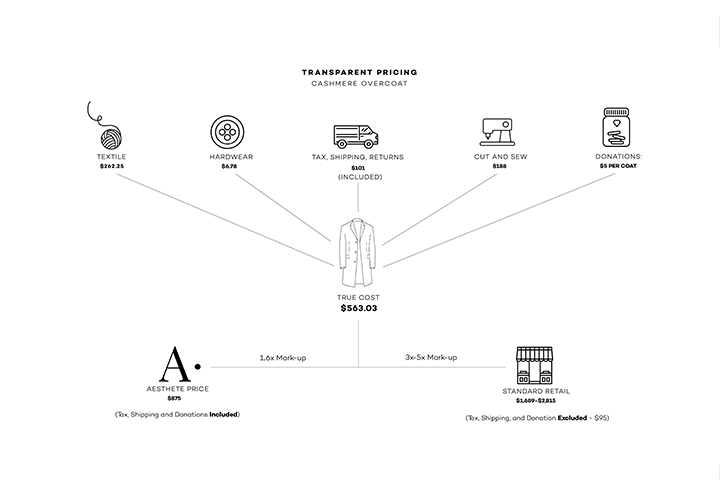 TRANSPARENT PRICING
CASHMERE OVERCOAT
TEXTILE
$262.25
HARDWEAR
$6.78
TAX, SHIPPING, RETURNS
$101
(INCLUDED)
CUT AND SEW
$188
DONATIONS:
$5 PER COAT
TRUE COST
$563.03
1.6x Mark-up
3x-5x Mark-up
A.
AESTHETE PRICE
$875
(Tax, Shipping and Donations Included)
STANDARD RETAIL
$1,689-$2,815
(Tax, Shipping, and Donation Excluded - $95)